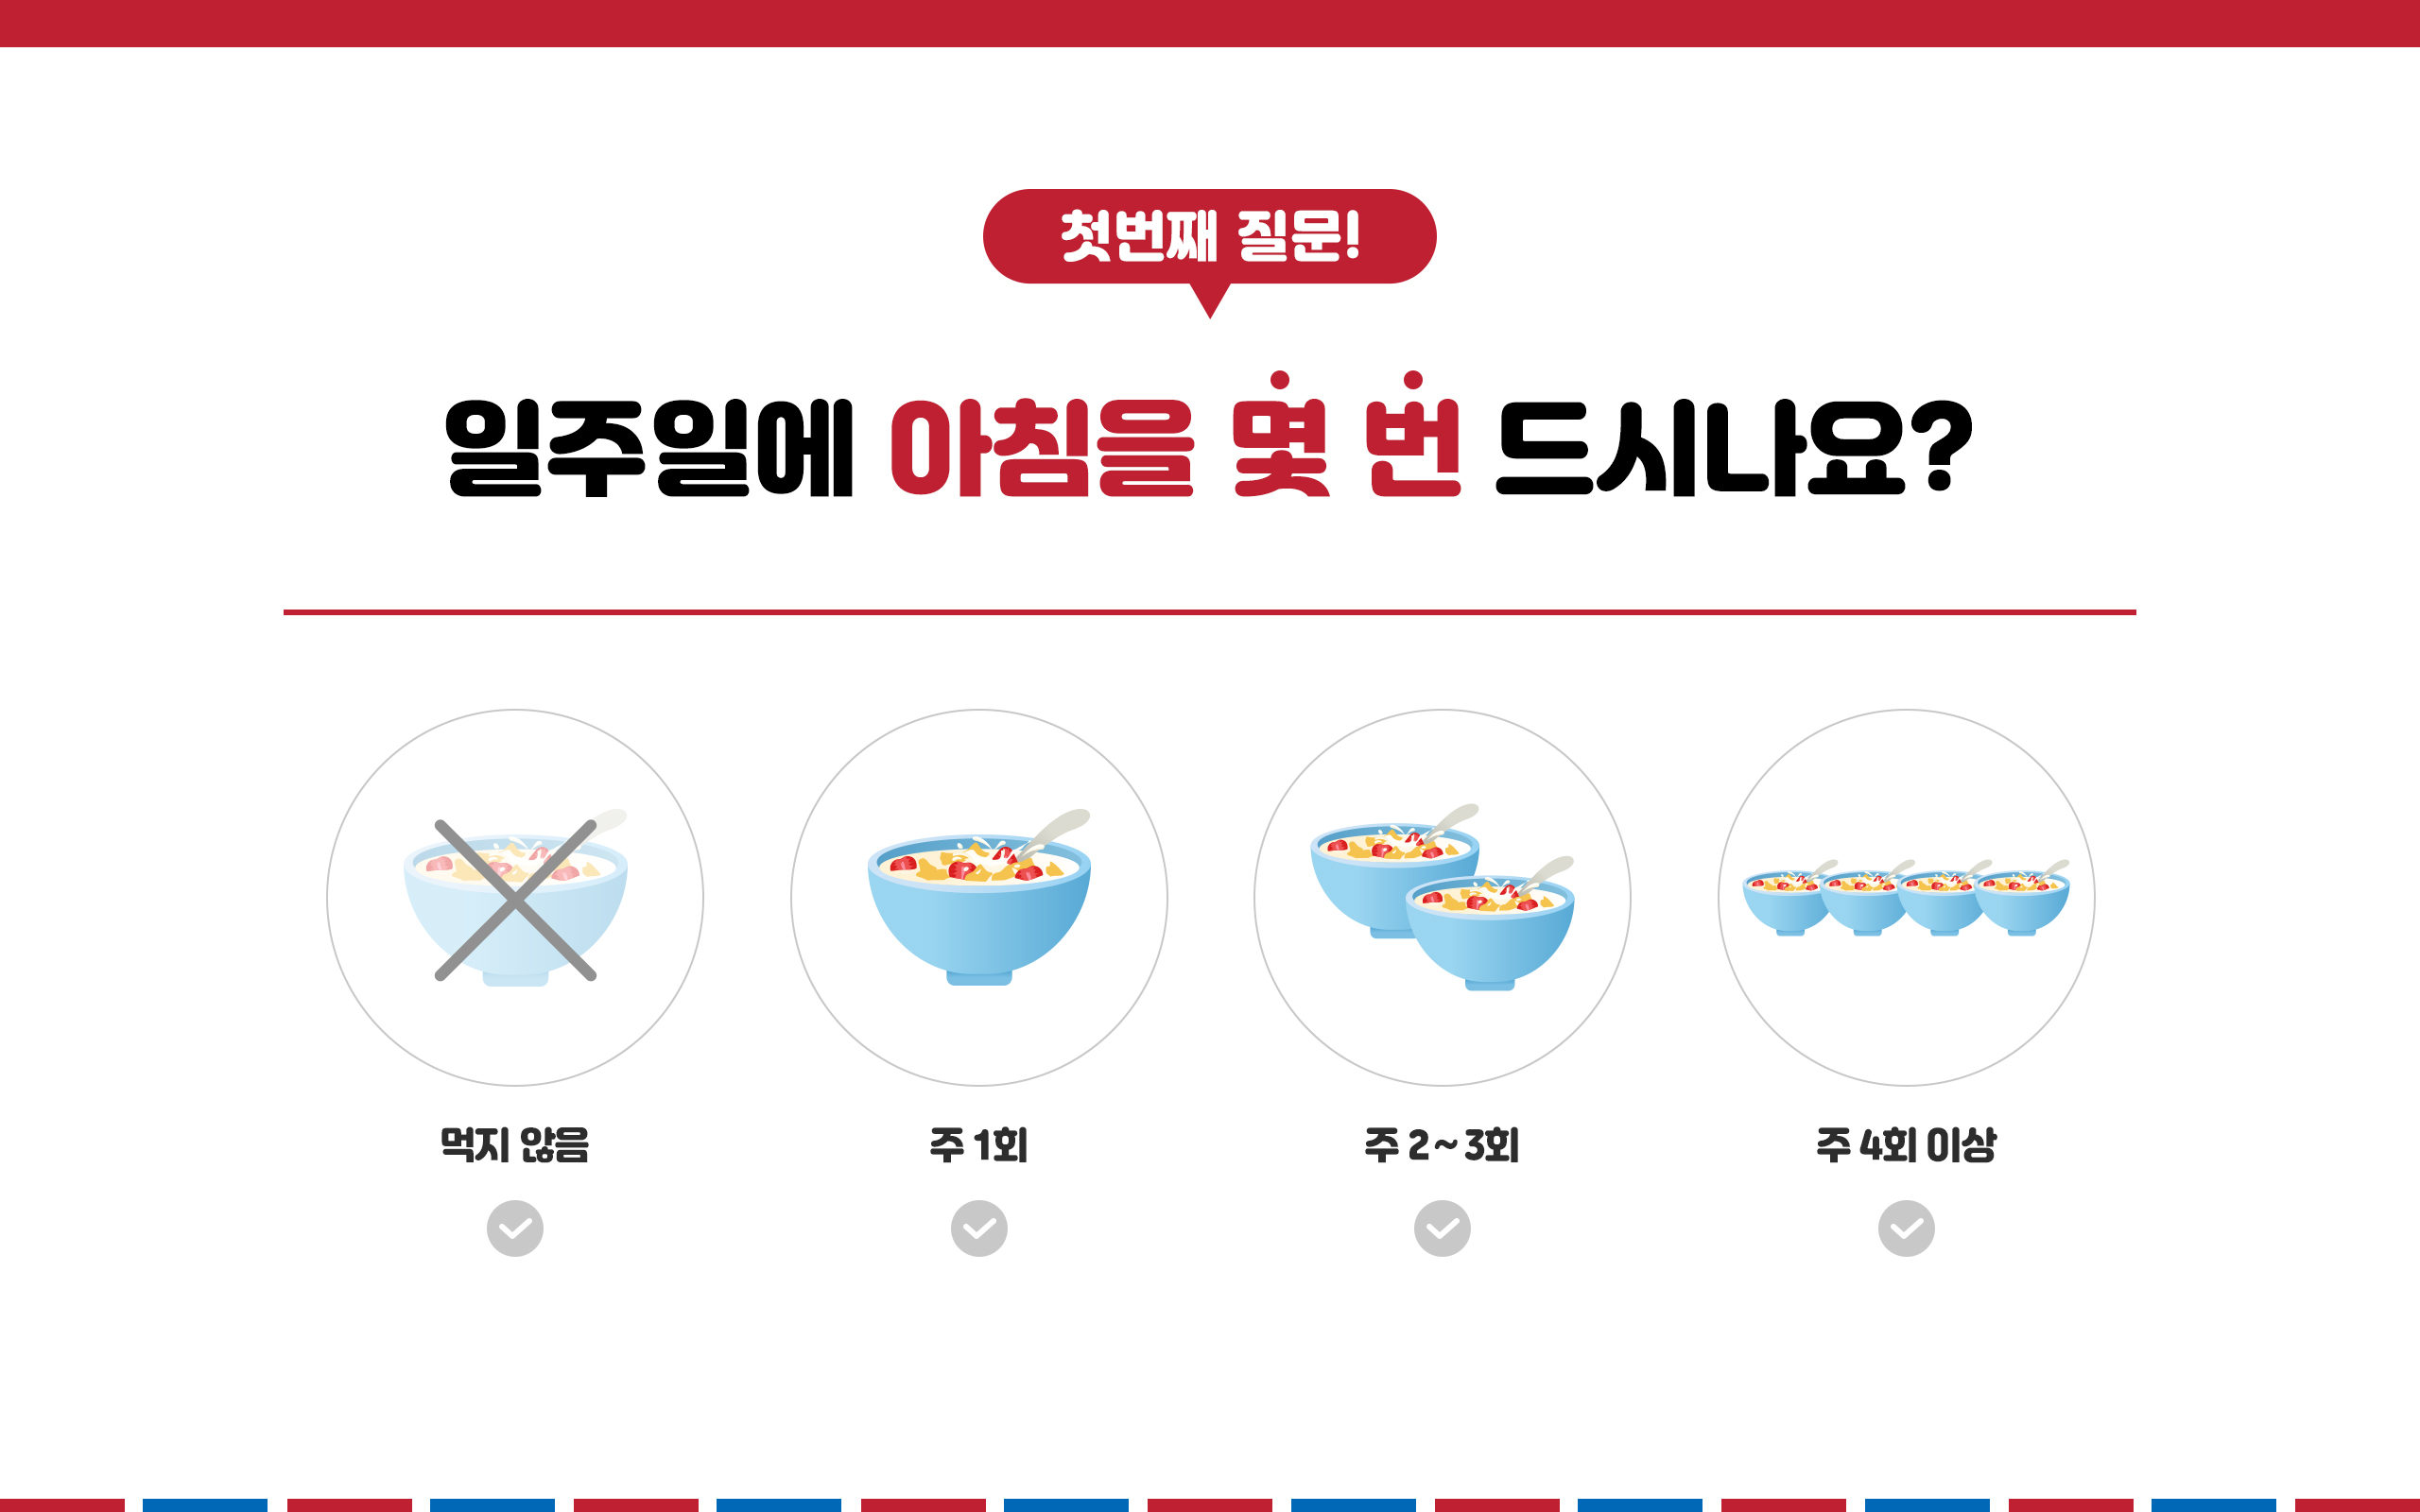 첫번째 질문!
일주일에 아침을 몇 번 드시나요?
먹지 않음
주 1회
주 2~3회
주 4회 이상